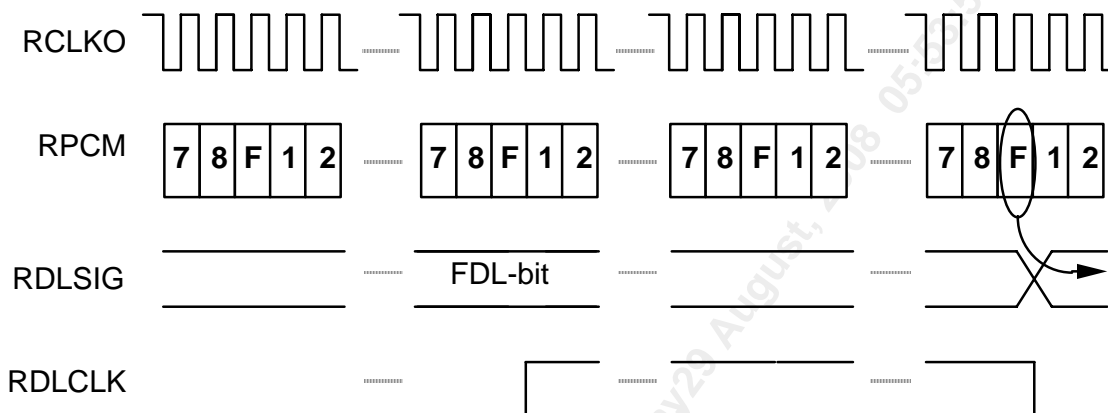 RCLKO
RPCM
7 8 F 1 2
7 8 F 1 2
7 8 F 1 2
7 8 F 1 2
RDLSIG
FDL-bit
RDLCLK